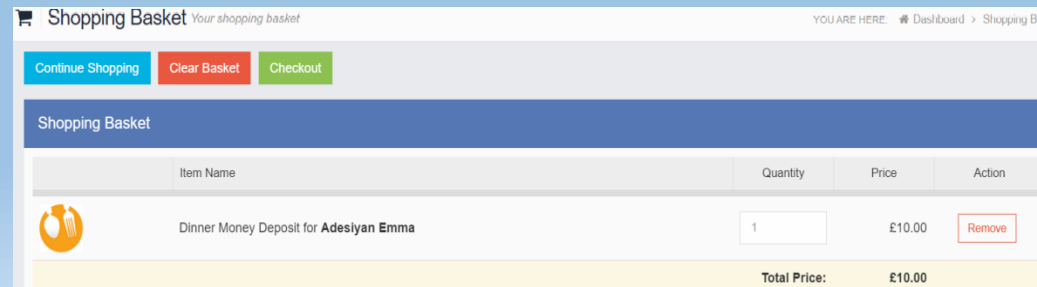 Shopping Basket Your shopping basket YOU ARE HERE: Dashboard > Shopping B
Continue Shopping Clear Basket Checkout
Shopping Basket
Item Name Quantity Price Action
Dinner Money Deposit for Adesiyan Emma 1 £10.00 Remove
Total Price: £10.00